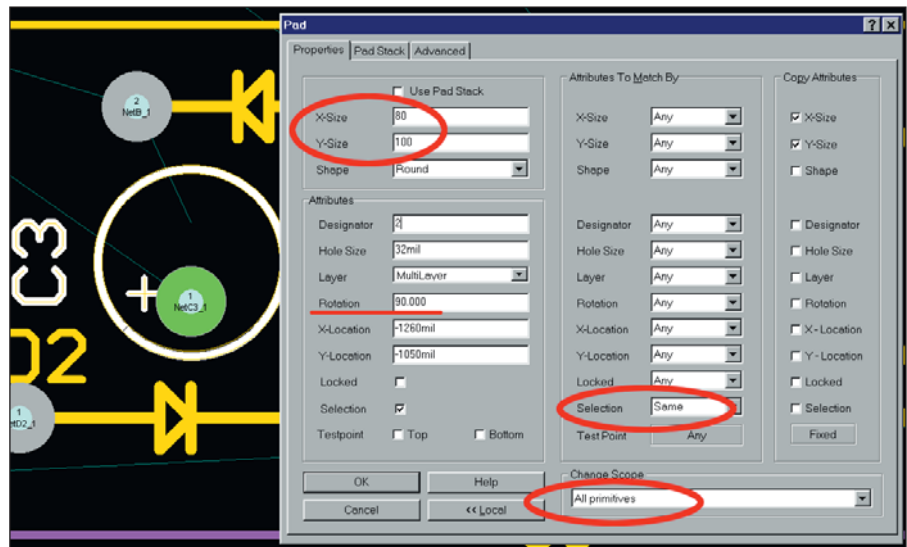 Pad
? x
Properties Pad Stack Advanced
Use Pad Stack
X-Size 80
Y-Size 100
Shape Round
Attributes
Designator 2
Hole Size 32mil
Layer MultiLayer
Rotation 90.000
X-Location -1260mil
Y-Location -1050mil
Locked
Selection
Testpoint Top Bottom
OK Help
Cancel << Local
Attributes To Match By
X-Size Any
Y-Size Any
Shape Any
Designator Any
Hole Size Any
Layer Any
Rotation Any
X-Location Any
Y-Location Any
Locked Any
Selection Same
Test Point Any
Copy Attributes
X-Size
Y-Size
Shape
Designator
Hole Size
Layer
Rotation
X-Location
Y-Location
Locked
Selection
Fixed
Change Scope
All primitives
2
NetB_1
C3
+
1
NetC3_1
D2
1
tD2_1